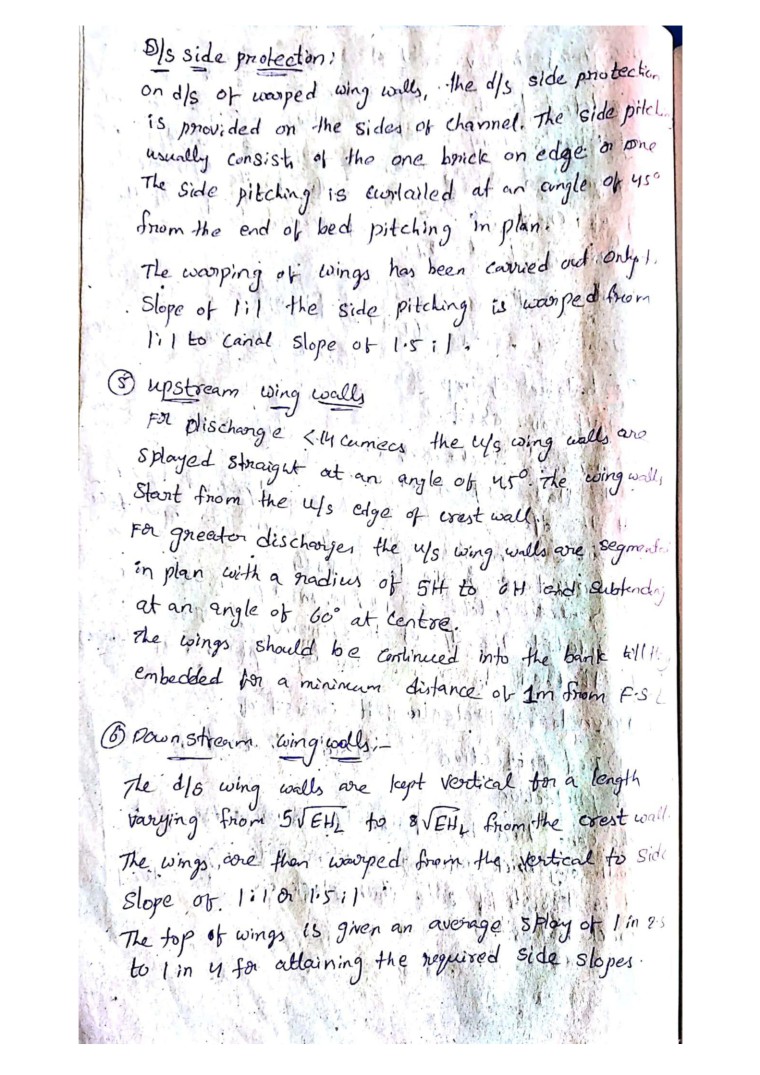 D/s side protection:
on d/s of warped wing walls, the d/s side protection
is provided on the sides of channel. The side pitch
usually consist of the one brick on edge or one
The side pitching is curtailed at an angle of 45°
from the end of bed pitching in plan.
The warping of wings has been carried out only
slope of 1:1 the side pitching is warped from
1:1 to canal slope of 1.5:1.
⑤ upstream wing walls
For discharge <14 cumecs the u/s wing walls are
splayed straight at an angle of 45°. The wing walls
start from the u/s edge of crest wall.
For greater discharges the u/s wing walls are segment
in plan with a radius of 5H to 6H and subtending
at an angle of 60° at centre.
The wings should be continued into the bank till
embedded for a minimum distance of 1m from F.S.L
⑥ Downstream wing walls:-
The d/s wing walls are kept vertical for a length
varying from 5√EHL to 8√EHL from the crest wall.
The wings are then warped from the vertical to side
slope of 1:1 or 1.5:1
The top of wings is given an average splay of 1 in 2.5
to 1 in 4 for attaining the required side slopes.